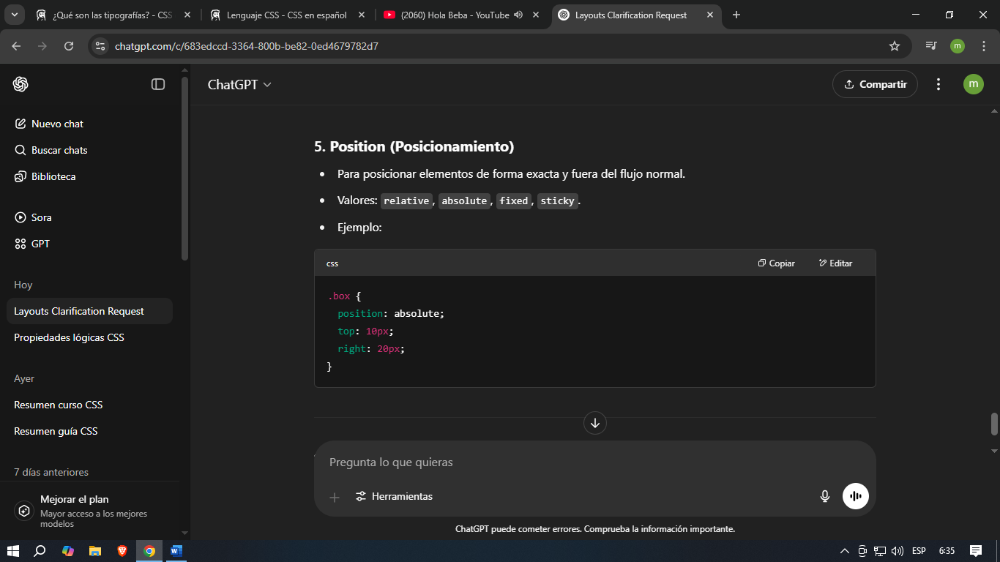 ¿Qué son las tipografías? - CSS
Lenguaje CSS - CSS en español
(2060) Hola Beba - YouTube
Layouts Clarification Request
chatgpt.com/c/683edccd-3364-800b-be82-0ed4679782d7
m
ChatGPT
Compartir
m
Nuevo chat
Buscar chats
Biblioteca
Sora
GPT
Hoy
Layouts Clarification Request
Propiedades lógicas CSS
Ayer
Resumen curso CSS
Resumen guía CSS
7 días anteriores
Mejorar el plan
Mayor acceso a los mejores
modelos
5. Position (Posicionamiento)
• Para posicionar elementos de forma exacta y fuera del flujo normal.
• Valores: relative, absolute, fixed, sticky.
• Ejemplo:
css
Copiar
Editar
.box {
position: absolute;
top: 10px;
right: 20px;
}
Pregunta lo que quieras
Herramientas
ChatGPT puede cometer errores. Comprueba la información importante.
ESP
6:35